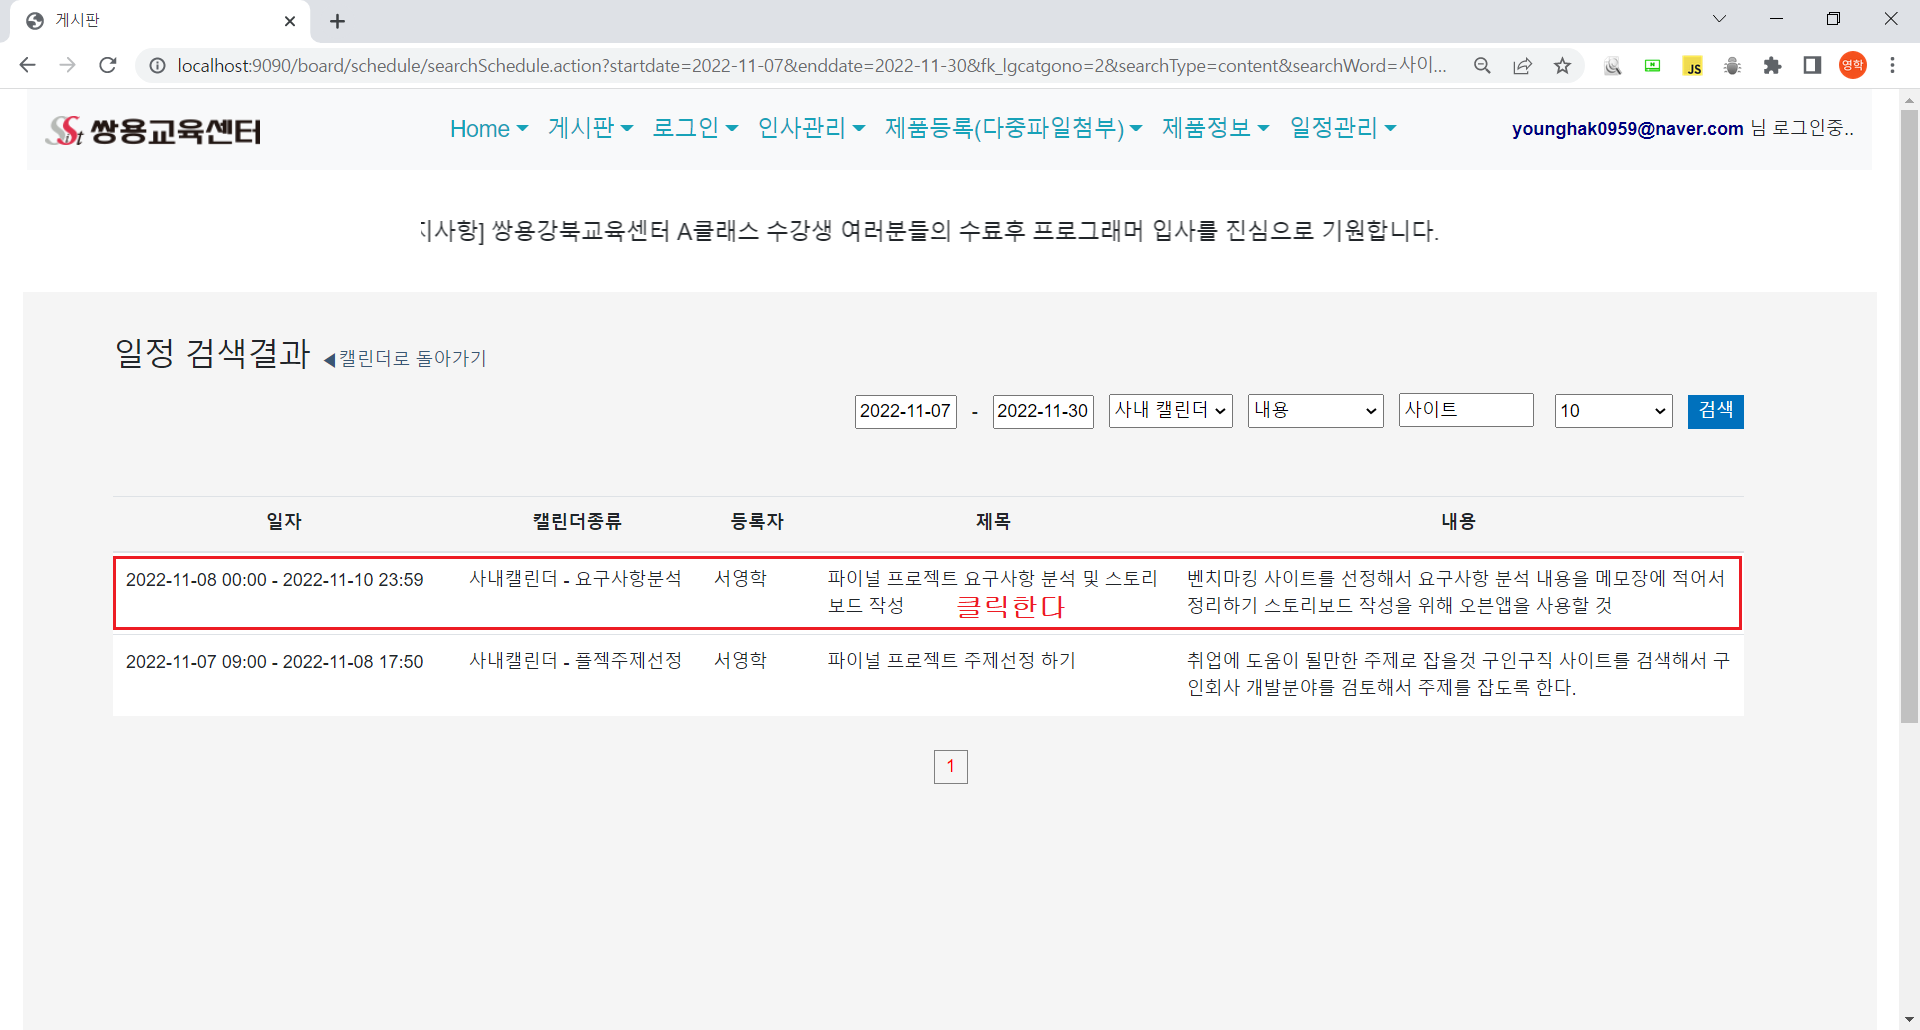 게시판
localhost:9090/board/schedule/searchSchedule.action?startdate=2022-11-07&enddate=2022-11-30&fk_lgcatgono=2&searchType=content&searchWord=사이...
JS
영학
Sist 쌍용교육센터
Home 게시판 로그인 인사관리 제품등록(다중파일첨부) 제품정보 일정관리
younghak0959@naver.com 님 로그인중..
지사항] 쌍용강북교육센터 A클래스 수강생 여러분들의 수료후 프로그래머 입사를 진심으로 기원합니다.
일정 검색결과 ◀캘린더로 돌아가기
2022-11-07 - 2022-11-30 사내 캘린더 내용 사이트 10 검색
일자 캘린더종류 등록자 제목 내용
2022-11-08 00:00 - 2022-11-10 23:59 사내캘린더 - 요구사항분석 서영학 파이널 프로젝트 요구사항 분석 및 스토리 벤치마킹 사이트를 선정해서 요구사항 분석 내용을 메모장에 적어서
보드 작성 클릭한다 정리하기 스토리보드 작성을 위해 오븐앱을 사용할 것
2022-11-07 09:00 - 2022-11-08 17:50 사내캘린더 - 플젝주제선정 서영학 파이널 프로젝트 주제선정 하기 취업에 도움이 될만한 주제로 잡을것 구인구직 사이트를 검색해서 구
인회사 개발분야를 검토해서 주제를 잡도록 한다.
1